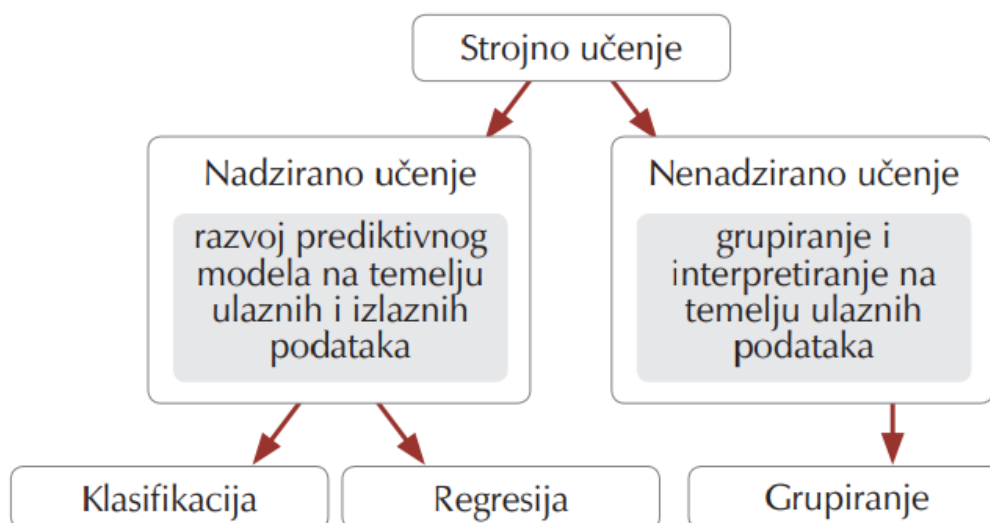 Strojno učenje
Nadzirano učenje
razvoj prediktivnog
modela na temelju
ulaznih i izlaznih
podataka
Nenadzirano učenje
grupiranje i
interpretiranje na
temelju ulaznih
podataka
Klasifikacija
Regresija
Grupiranje